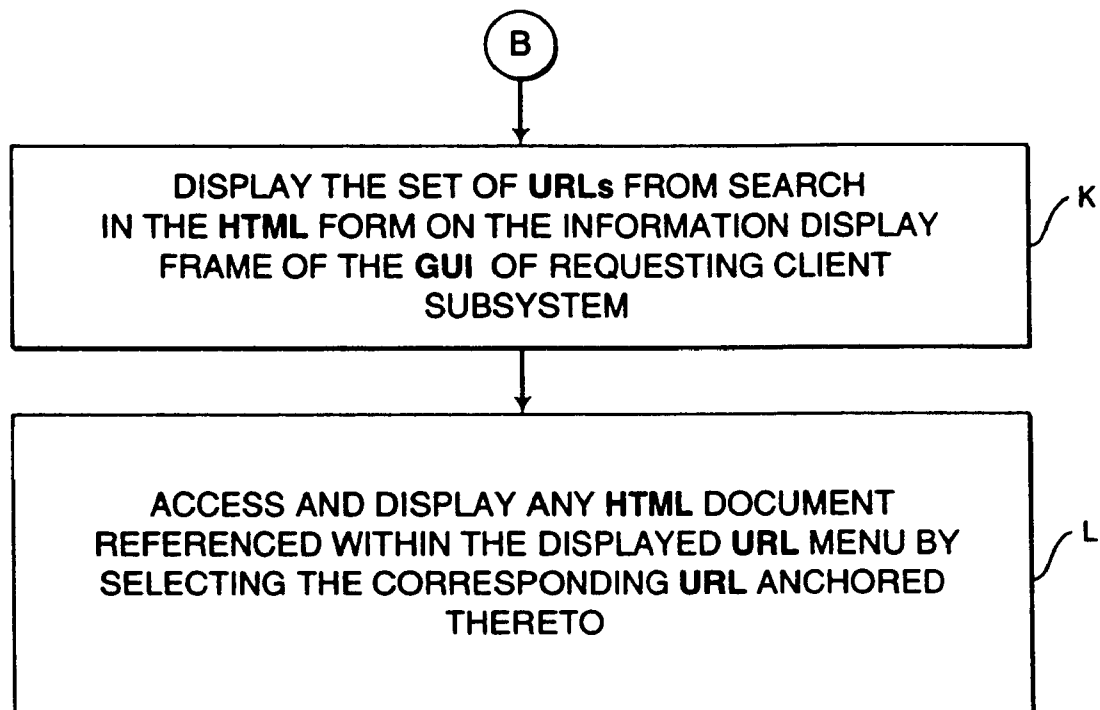 B
DISPLAY THE SET OF URLs FROM SEARCH
IN THE HTML FORM ON THE INFORMATION DISPLAY
FRAME OF THE GUI OF REQUESTING CLIENT
SUBSYSTEM
K
ACCESS AND DISPLAY ANY HTML DOCUMENT
REFERENCED WITHIN THE DISPLAYED URL MENU BY
SELECTING THE CORRESPONDING URL ANCHORED
THERETO
L